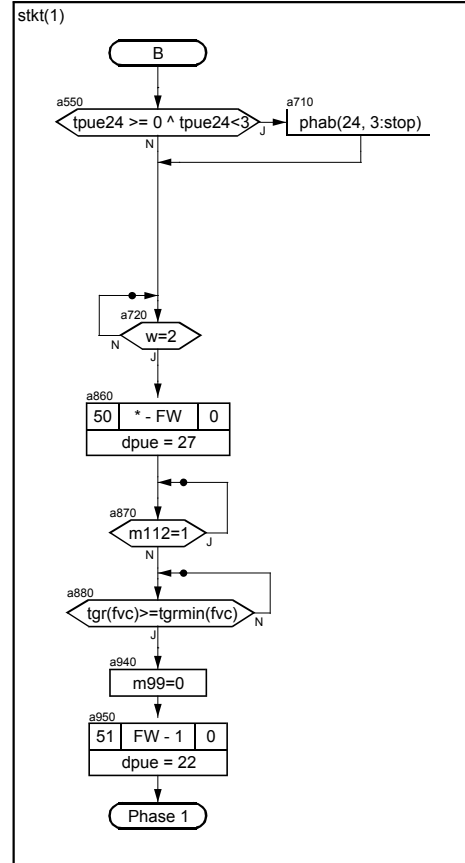 stkt(1)
B
a550
tpue24 >= 0 ^ tpue24<3
J
N
a710
phab(24, 3:stop)
a720
w=2
N
J
a860
50 * - FW 0
dpue = 27
a870
m112=1
J
N
a880
tgr(fvc)>=tgrmin(fvc)
N
J
a940
m99=0
a950
51 FW - 1 0
dpue = 22
Phase 1